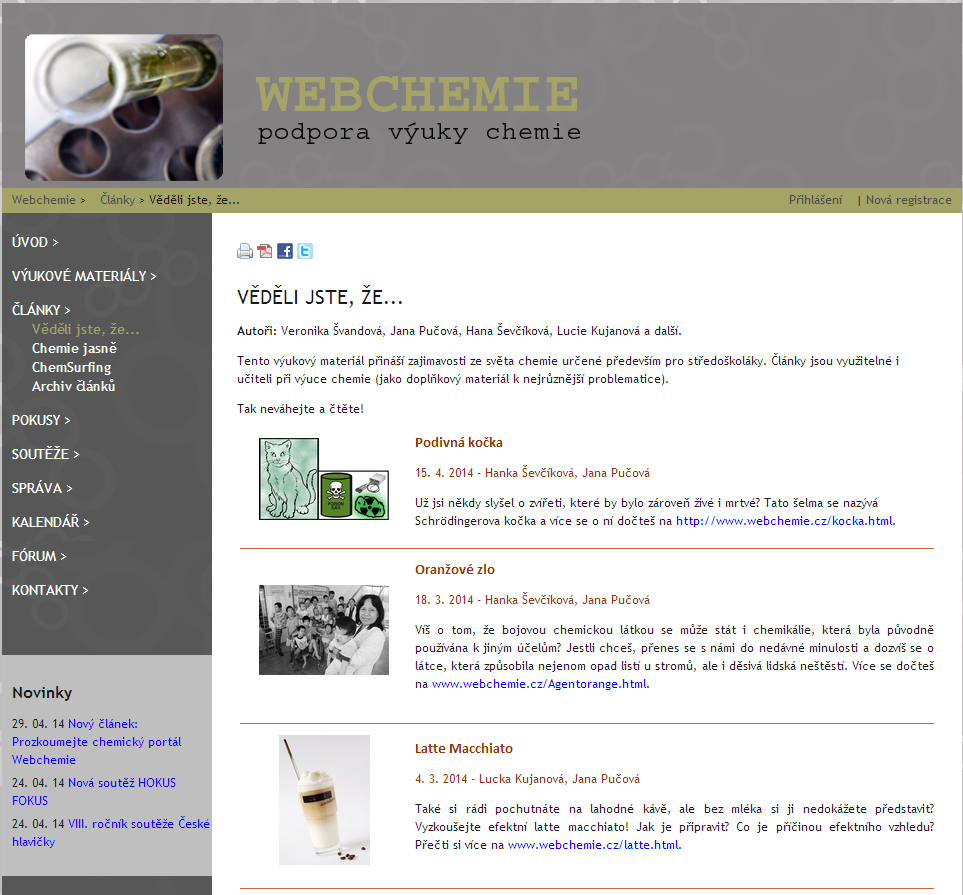 WEBCHEMIE
podpora výuky chemie
Webchemie > Články > Věděli jste, že...
Přihlášení | Nová registrace
ÚVOD >
VÝUKOVÉ MATERIÁLY >
ČLÁNKY >
Věděli jste, že...
Chemie jasně
ChemSurfing
Archiv článků
POKUSY >
SOUTĚŽE >
SPRÁVA >
KALENDÁŘ >
FÓRUM >
KONTAKTY >
Novinky
29. 04. 14 Nový článek:
Prozkoumejte chemický portál
Webchemie
24. 04. 14 Nová soutěž HOKUS
FOKUS
24. 04. 14 VIII. ročník soutěže České
hlavičky
VĚDĚLI JSTE, ŽE...
Autoři: Veronika Švandová, Jana Pučová, Hana Ševčíková, Lucie Kujanová a další.
Tento výukový materiál přináší zajimavosti ze světa chemie určené především pro středoškoláky. Články jsou využitelné i
učiteli při výuce chemie (jako doplňkový materiál k nejrůznější problematice).
Tak neváhejte a čtěte!
POISON
GAS
Podivná kočka
15. 4. 2014 - Hanka Ševčíková, Jana Pučová
Už jsi někdy slyšel o zvířeti, které by bylo zároveň živé i mrtvé? Tato šelma se nazývá
Schrödingerova kočka a více se o ní dočteš na http://www.webchemie.cz/kocka.html.
Oranžové zlo
18. 3. 2014 - Hanka Ševčíková, Jana Pučová
Víš o tom, že bojovou chemickou látkou se může stát i chemikálie, která byla původně
používána k jiným účelům? Jestli chceš, přenes se s námi do nedávné minulosti a dozvíš se o
látce, která způsobila nejenom opad listí u stromů, ale i děsivá lidská neštěstí. Více se dočteš
na www.webchemie.cz/Agentorange.html.
Latte Macchiato
4. 3. 2014 - Lucka Kujanová, Jana Pučová
Také si rádi pochutnáte na lahodné kávě, ale bez mléka si ji nedokážete představit?
Vyzkoušejte efektní latte macchiato! Jak je připravit? Co je příčinou efektního vzhledu?
Přečti si více na www.webchemie.cz/latte.html.